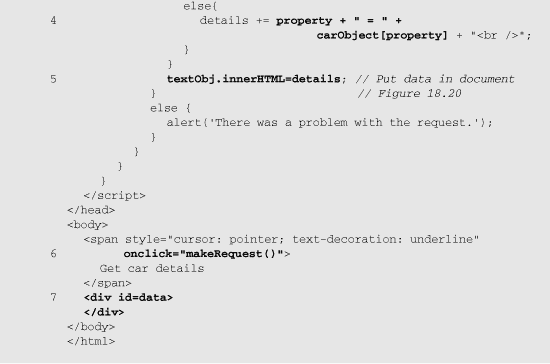 else{
4 details += property + " = " +
carObject[property] + "<br />";
}
}
5 textObj.innerHTML=details; // Put data in document
} // Figure 18.20
else {
alert('There was a problem with the request.');
}
}
}
}
</script>
</head>
<body>
<span style="cursor: pointer; text-decoration: underline"
6 onclick="makeRequest()">
Get car details
</span>
7 <div id=data>
</div>
</body>
</html>